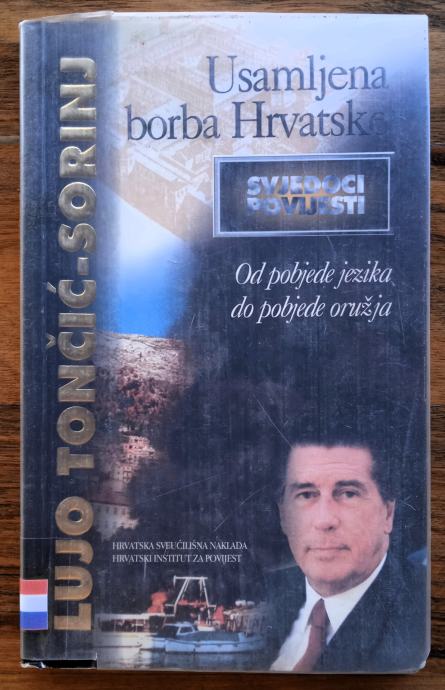 LUJO TONČIĆ-SORINJ
Usamljena
borba Hrvatske
SVJEDOCI
POVIJESTI
Od pobjede jezika
do pobjede oružja
HRVATSKA SVEUČILIŠNA NAKLADA
HRVATSKI INSTITUT ZA POVIJEST